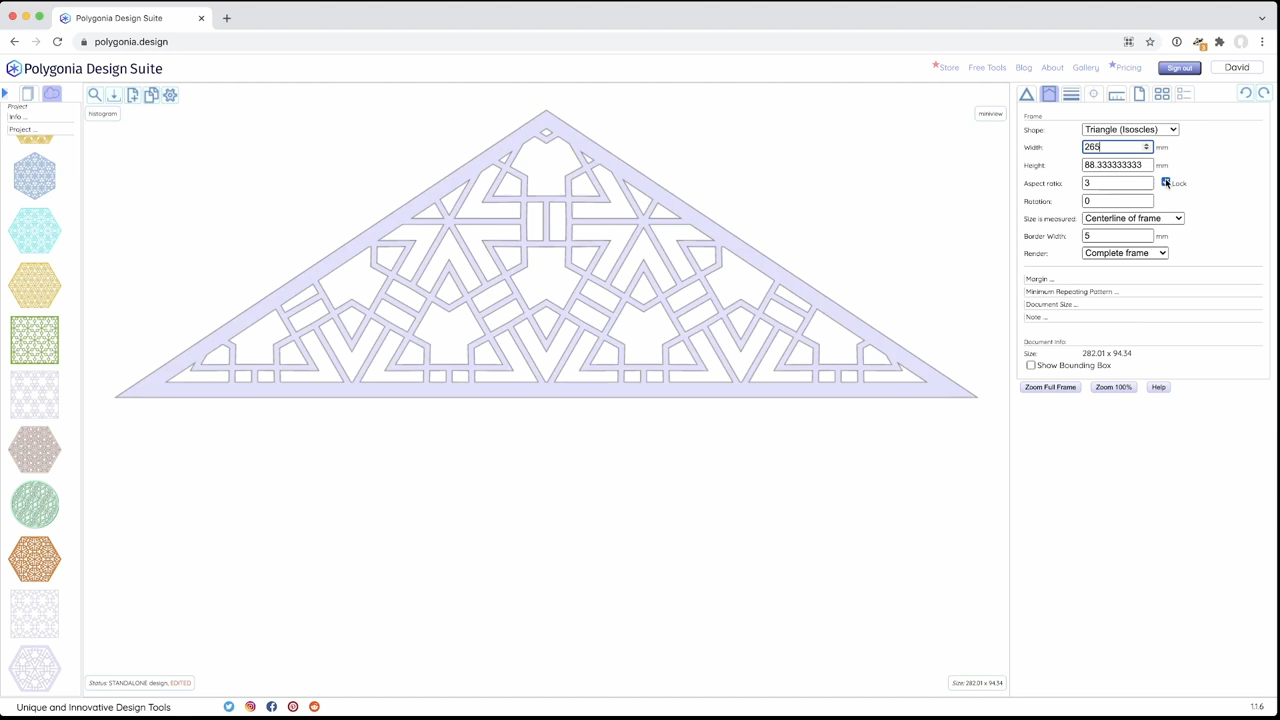 Polygonia Design Suite
polygonia.design
Polygonia Design Suite
Store Free Tools Blog About Gallery Pricing Sign out David
Project
Info ...
Project ...
histogram
miniview
Frame
Shape: Triangle (Isoscles)
Width: 265 mm
Height: 88.333333333 mm
Aspect ratio: 3 Lock
Rotation: 0
Size is measured: Centerline of frame
Border Width: 5 mm
Render: Complete frame
Margin ...
Minimum Repeating Pattern ...
Document Size ...
Note ...
Document Info:
Size: 282.01 x 94.34
Show Bounding Box
Zoom Full Frame Zoom 100% Help
Status: STANDALONE design, EDITED
Size: 282.01 x 94.34
Unique and Innovative Design Tools
1.1.6